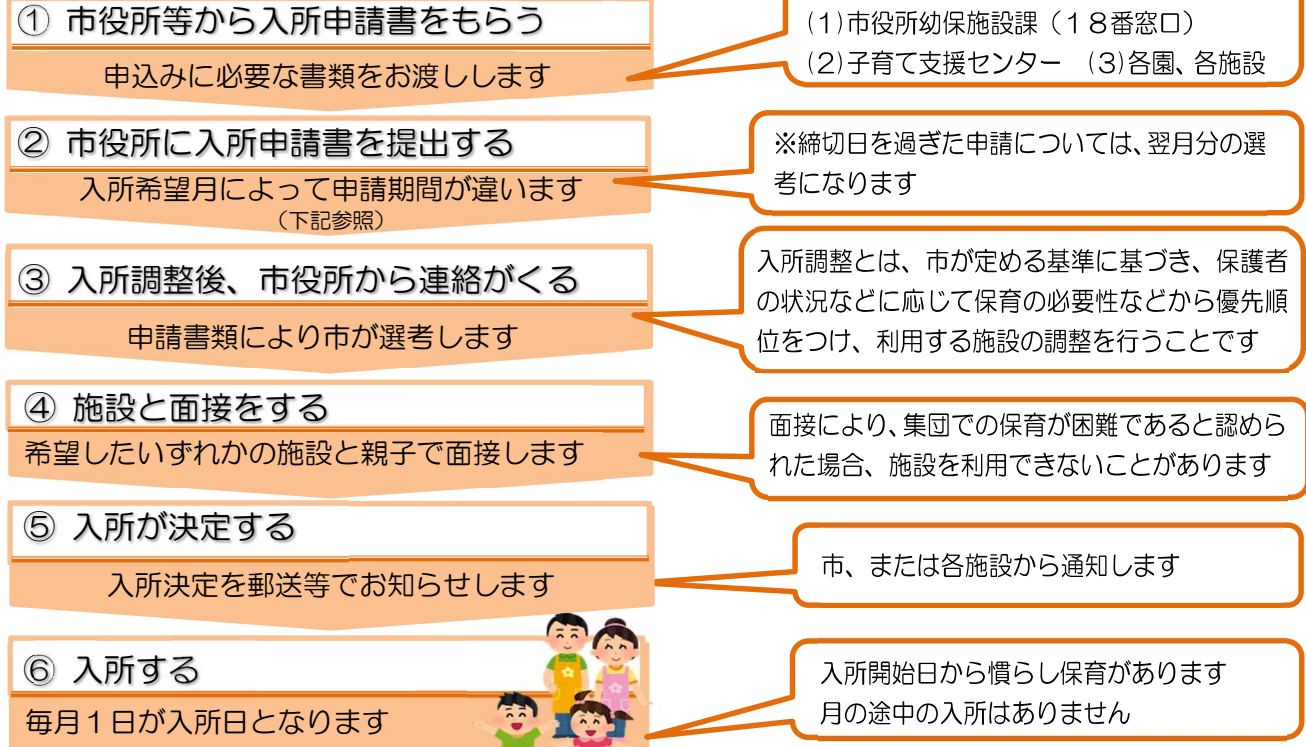 ① 市役所等から入所申請書をもらう
申込みに必要な書類をお渡しします
(1)市役所幼保施設課（１８番窓口）
(2)子育て支援センター　(3)各園、各施設
② 市役所に入所申請書を提出する
入所希望月によって申請期間が違います
（下記参照）
※締切日を過ぎた申請については、翌月分の選
考になります
③ 入所調整後、市役所から連絡がくる
申請書類により市が選考します
入所調整とは、市が定める基準に基づき、保護者
の状況などに応じて保育の必要性などから優先順
位をつけ、利用する施設の調整を行うことです
④ 施設と面接をする
希望したいずれかの施設と親子で面接します
面接により、集団での保育が困難であると認めら
れた場合、施設を利用できないことがあります
⑤ 入所が決定する
入所決定を郵送等でお知らせします
市、または各施設から通知します
⑥ 入所する
毎月１日が入所日となります
入所開始日から慣らし保育があります
月の途中の入所はありません